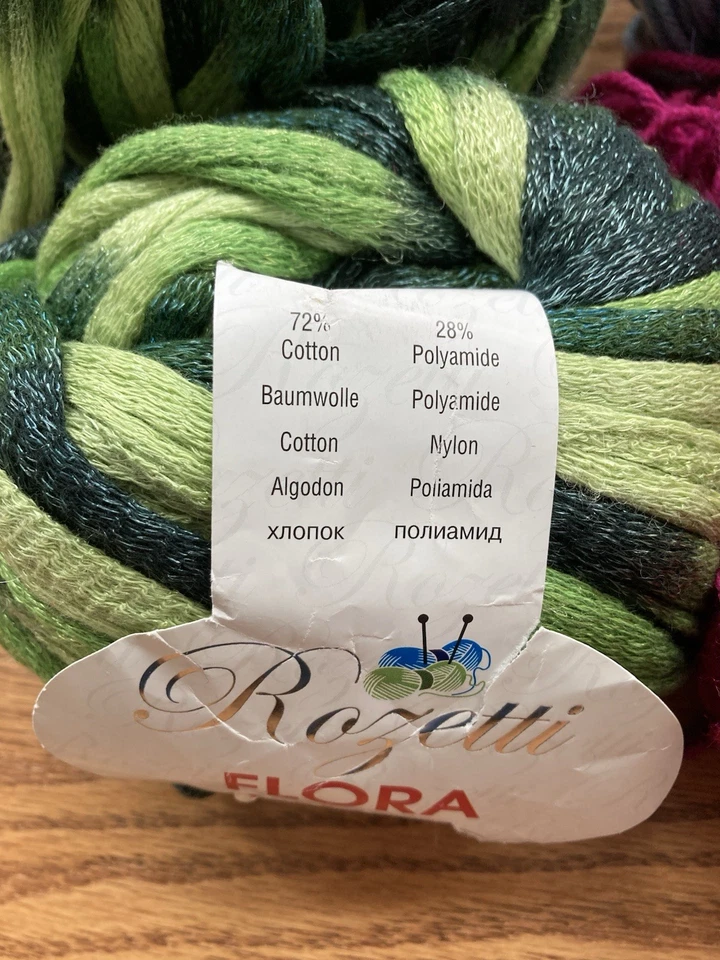 72% 28%
Cotton Polyamide
Baumwolle Polyamide
Cotton Nylon
Algodon Poliamida
хлопок полиамид
Rozetti
FLORA